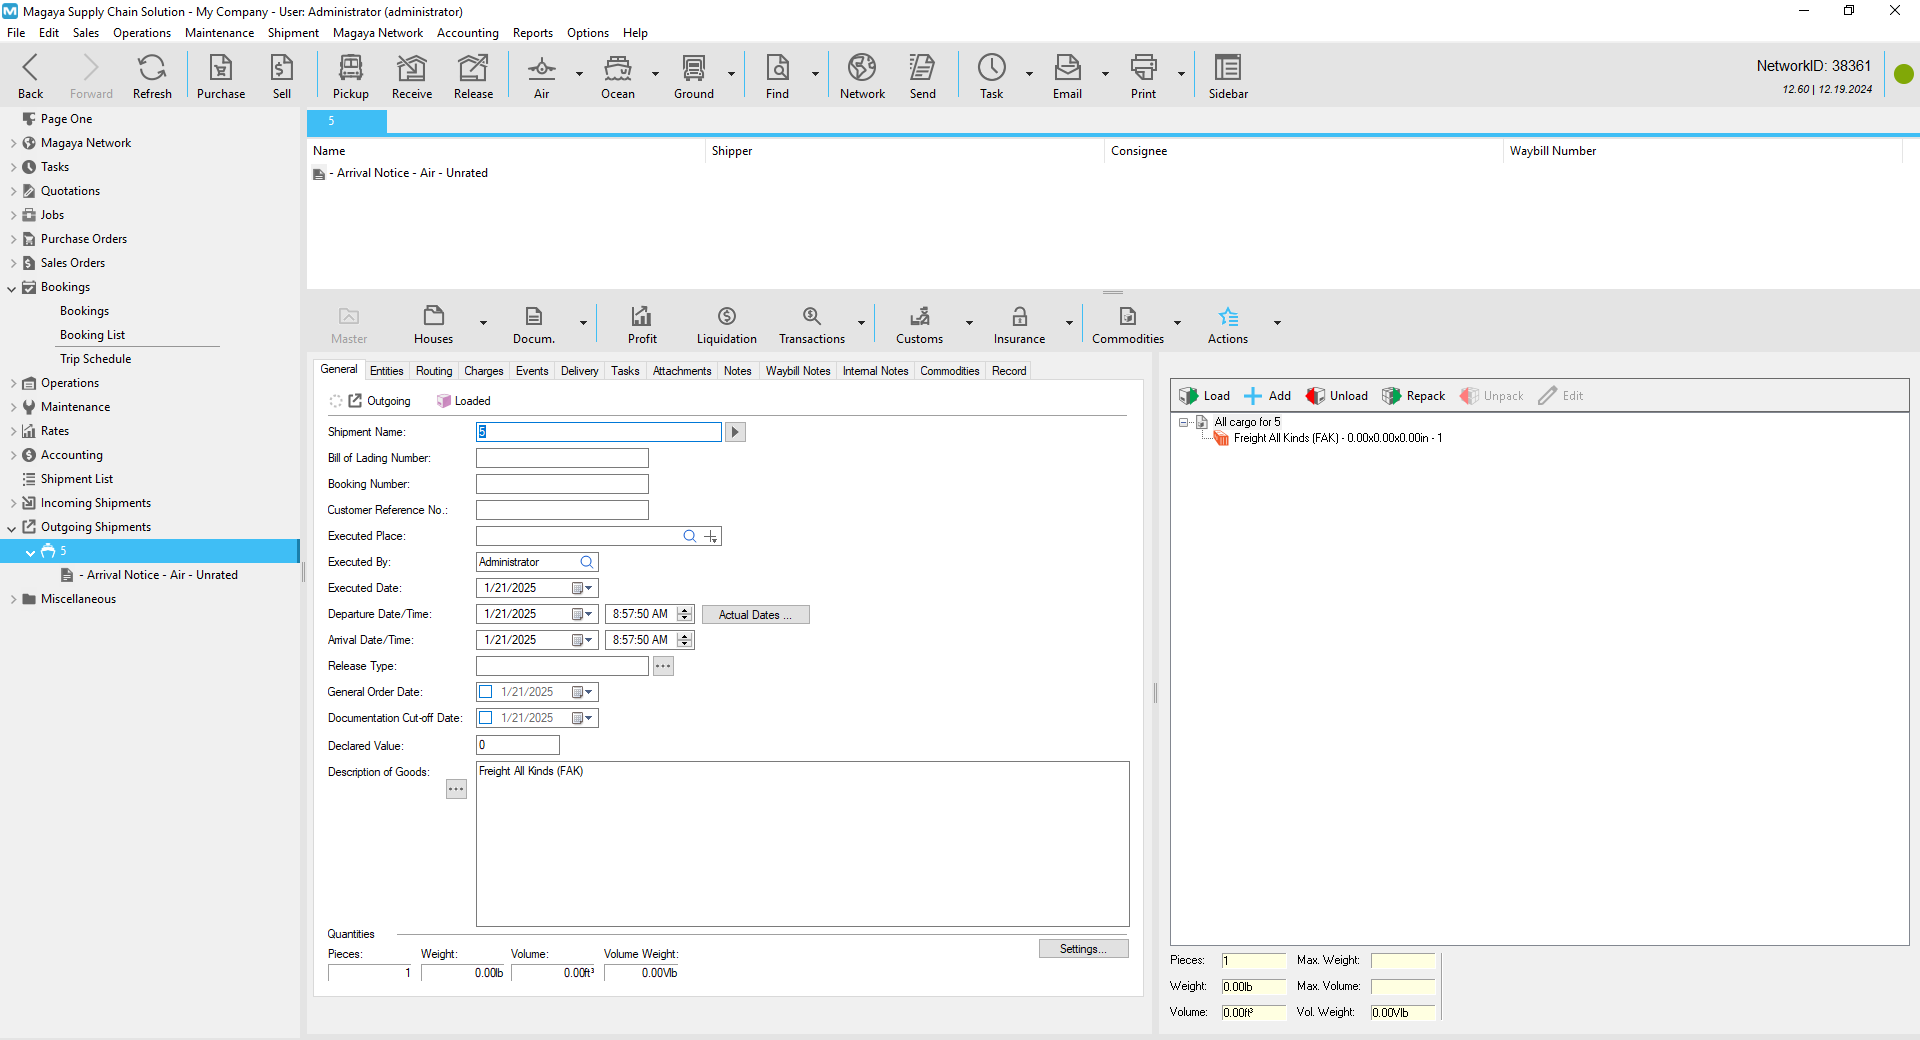 Magaya Supply Chain Solution - My Company - User: Administrator (administrator)
File Edit Sales Operations Maintenance Shipment Magaya Network Accounting Reports Options Help
Back Forward Refresh Purchase Sell Pickup Receive Release Air Ocean Ground Find Network Send Task Email Print Sidebar
NetworkID: 38361
12.60 | 12.19.2024
Page One
Magaya Network
Tasks
Quotations
Jobs
Purchase Orders
Sales Orders
Bookings
Bookings
Booking List
Trip Schedule
Operations
Maintenance
Rates
Accounting
Shipment List
Incoming Shipments
Outgoing Shipments
5
- Arrival Notice - Air - Unrated
Miscellaneous
5
Name Shipper Consignee Waybill Number
- Arrival Notice - Air - Unrated
Master Houses Docum. Profit Liquidation Transactions Customs Insurance Commodities Actions
General Entities Routing Charges Events Delivery Tasks Attachments Notes Waybill Notes Internal Notes Commodities Record
Outgoing Loaded
Shipment Name: 5
Bill of Lading Number:
Booking Number:
Customer Reference No.:
Executed Place:
Executed By: Administrator
Executed Date: 1/21/2025
Departure Date/Time: 1/21/2025 8:57:50 AM Actual Dates ...
Arrival Date/Time: 1/21/2025 8:57:50 AM
Release Type:
General Order Date: 1/21/2025
Documentation Cut-off Date: 1/21/2025
Declared Value: 0
Description of Goods: Freight All Kinds (FAK)
Quantities
Settings...
Pieces: Weight: Volume: Volume Weight:
1 0.00lb 0.00ft³ 0.00Vlb
Load Add Unload Repack Unpack Edit
All cargo for 5
Freight All Kinds (FAK) - 0.00x0.00x0.00in - 1
Pieces: 1 Max. Weight:
Weight: 0.00lb Max. Volume:
Volume: 0.00ft³ Vol. Weight: 0.00Vlb